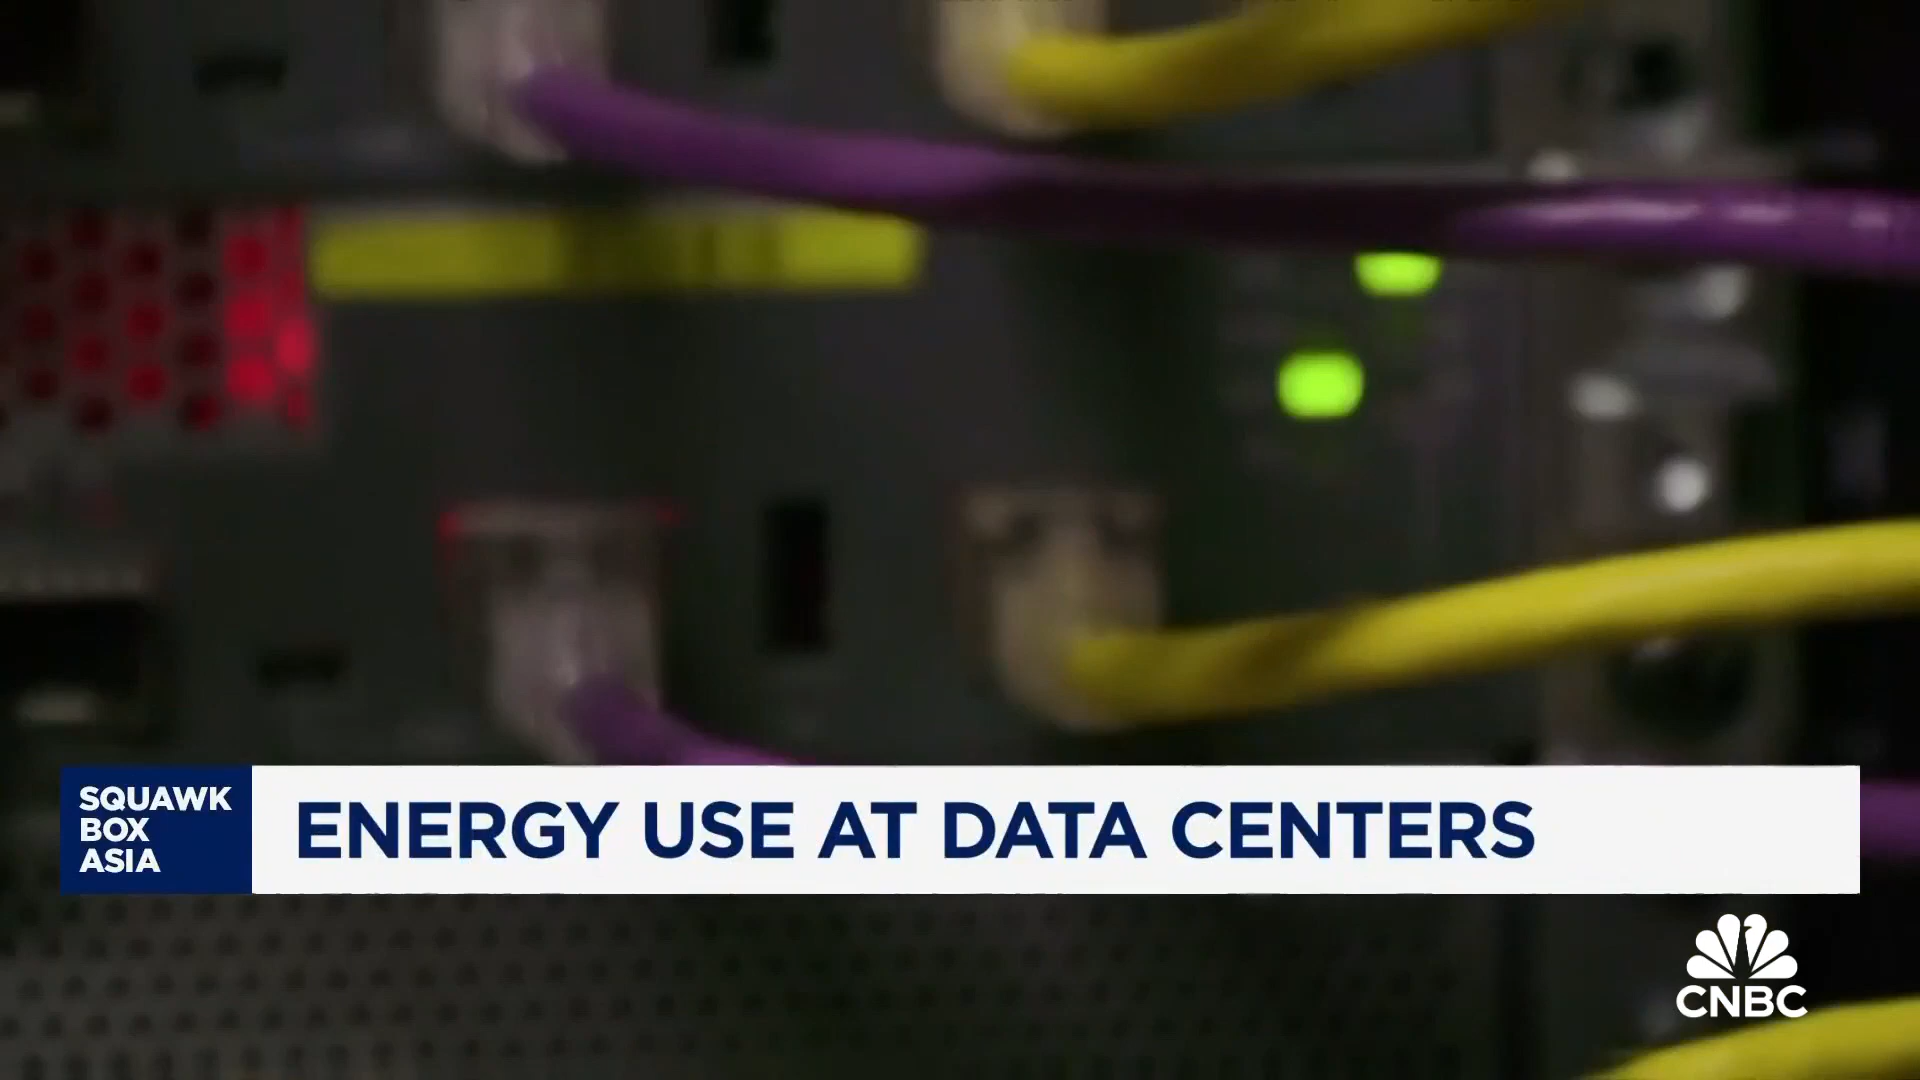 SQUAWK
BOX
ASIA
ENERGY USE AT DATA CENTERS
CNBC